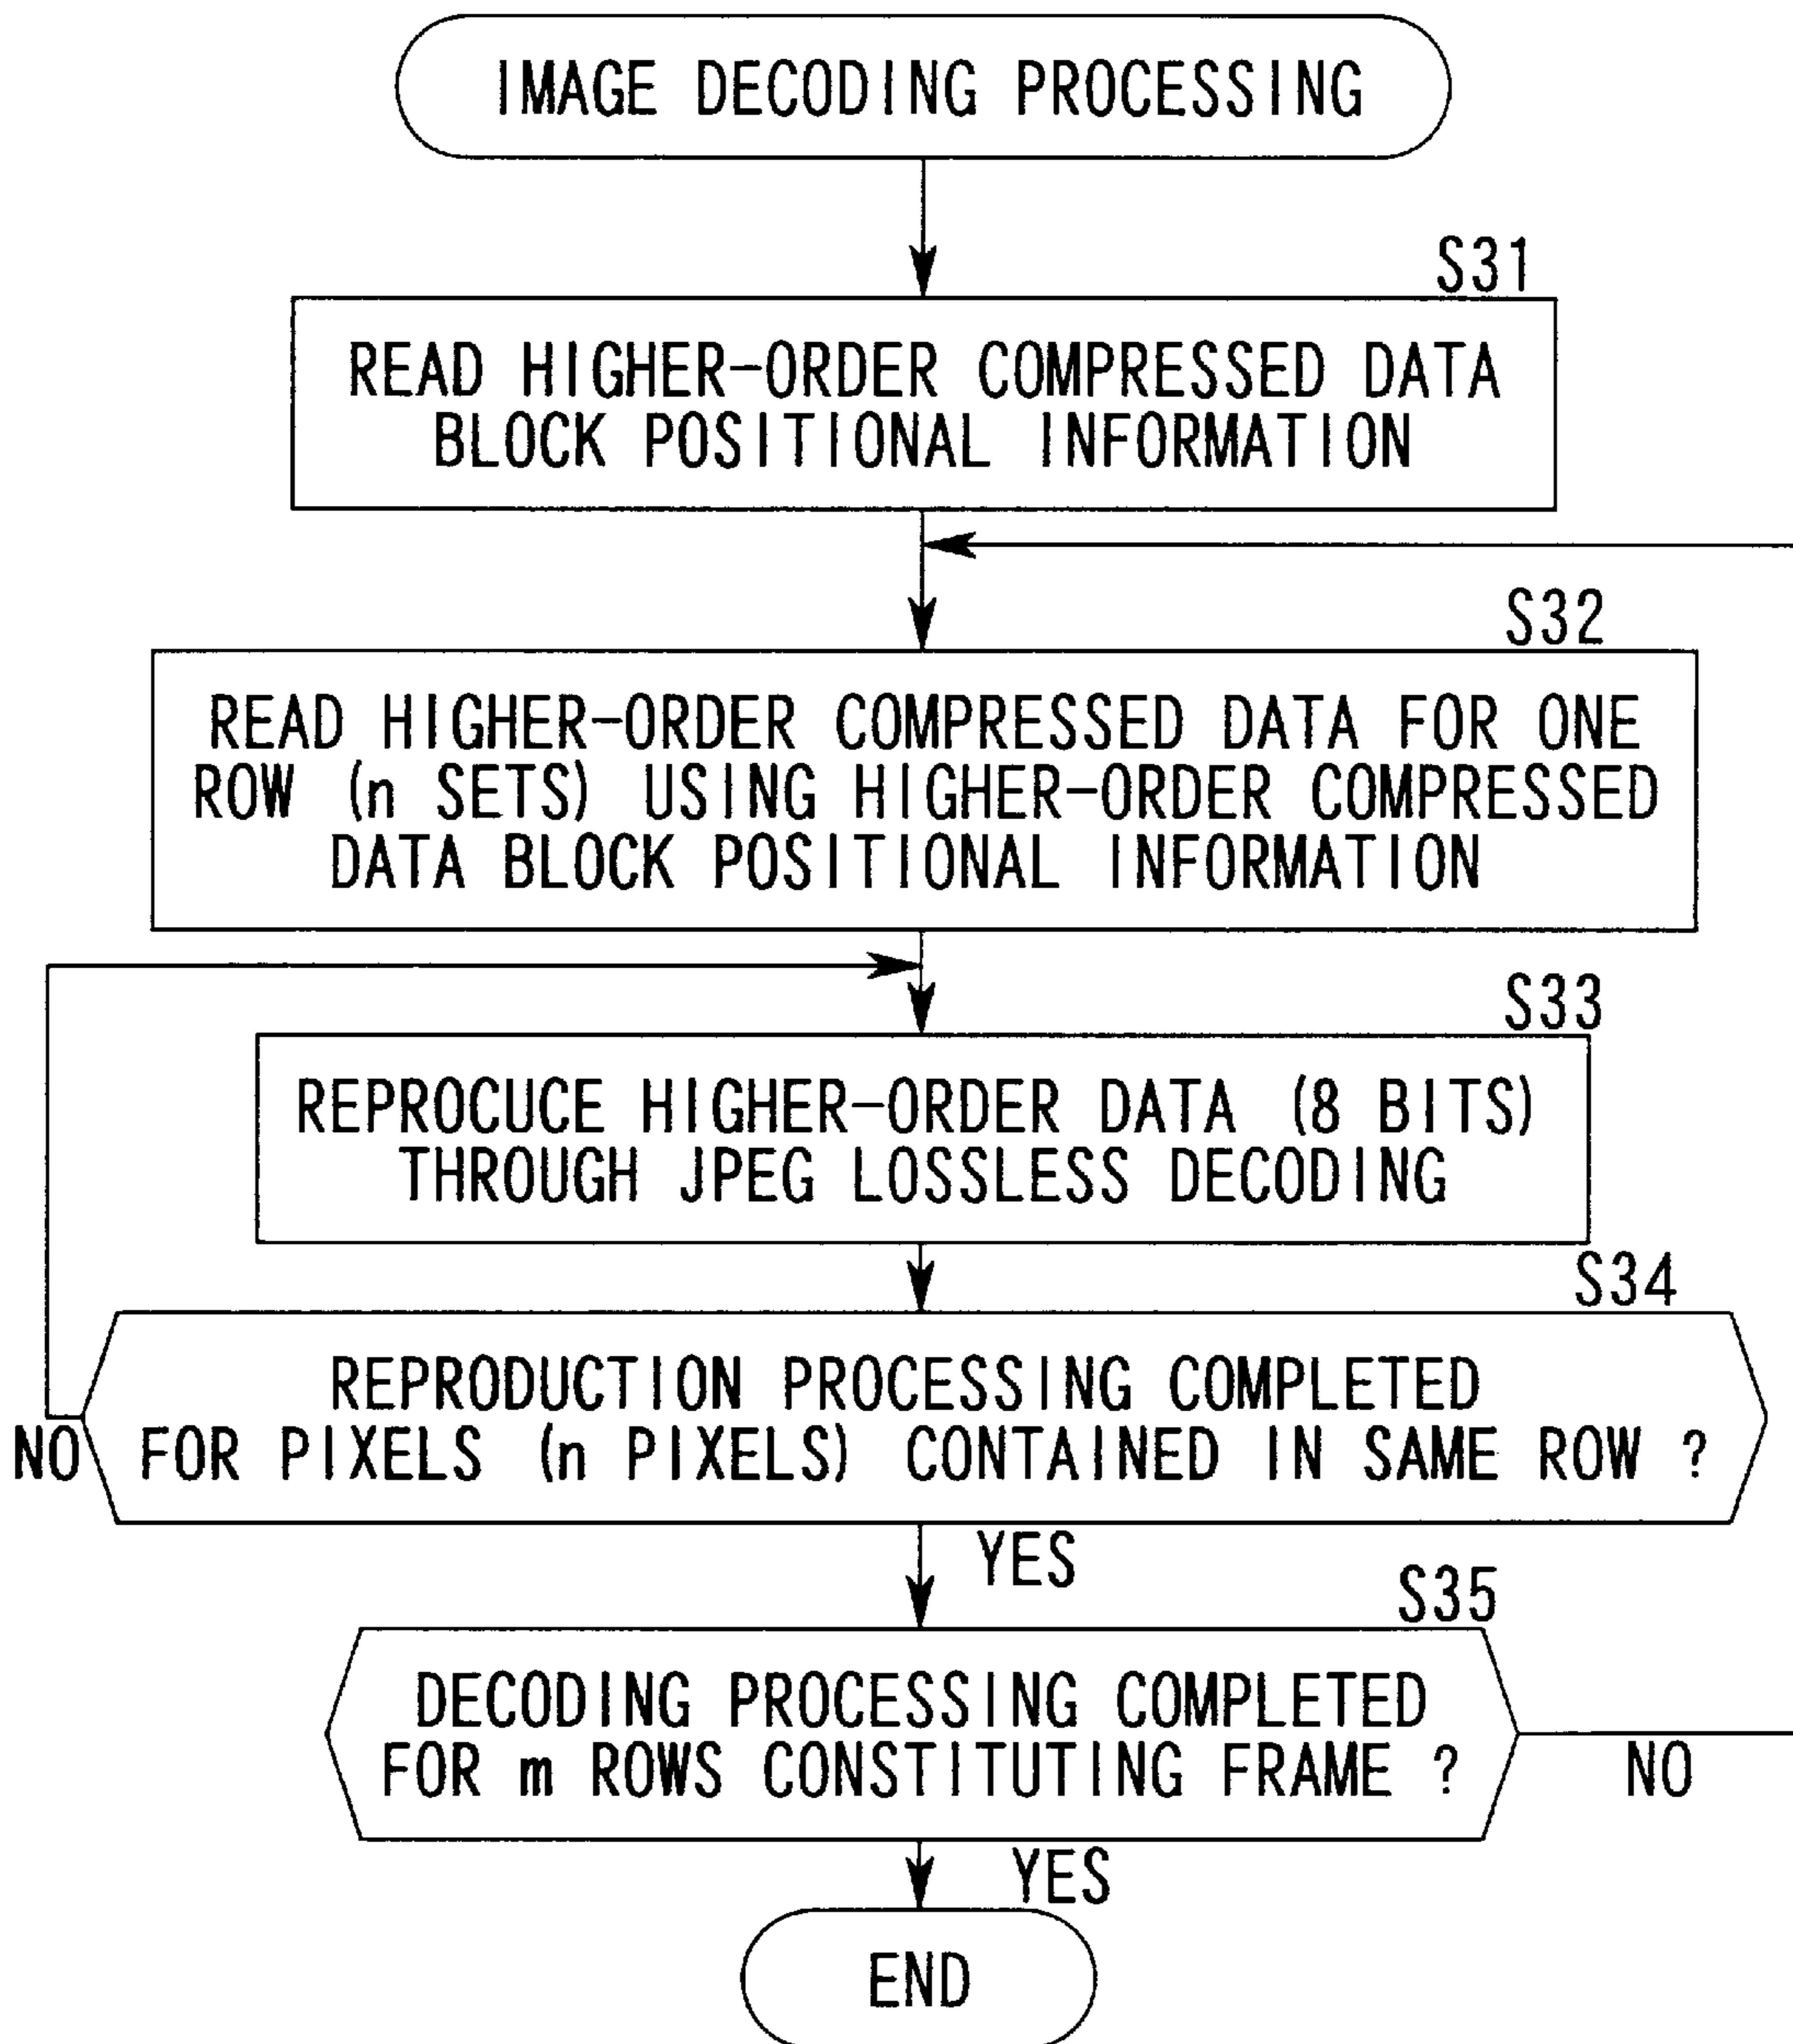 IMAGE DECODING PROCESSING
S31
READ HIGHER-ORDER COMPRESSED DATA
BLOCK POSITIONAL INFORMATION
S32
READ HIGHER-ORDER COMPRESSED DATA FOR ONE
ROW (n SETS) USING HIGHER-ORDER COMPRESSED
DATA BLOCK POSITIONAL INFORMATION
S33
REPROCUCE HIGHER-ORDER DATA (8 BITS)
THROUGH JPEG LOSSLESS DECODING
S34
REPRODUCTION PROCESSING COMPLETED
NO FOR PIXELS (n PIXELS) CONTAINED IN SAME ROW ?
YES
S35
DECODING PROCESSING COMPLETED
FOR m ROWS CONSTITUTING FRAME ?
NO
YES
END